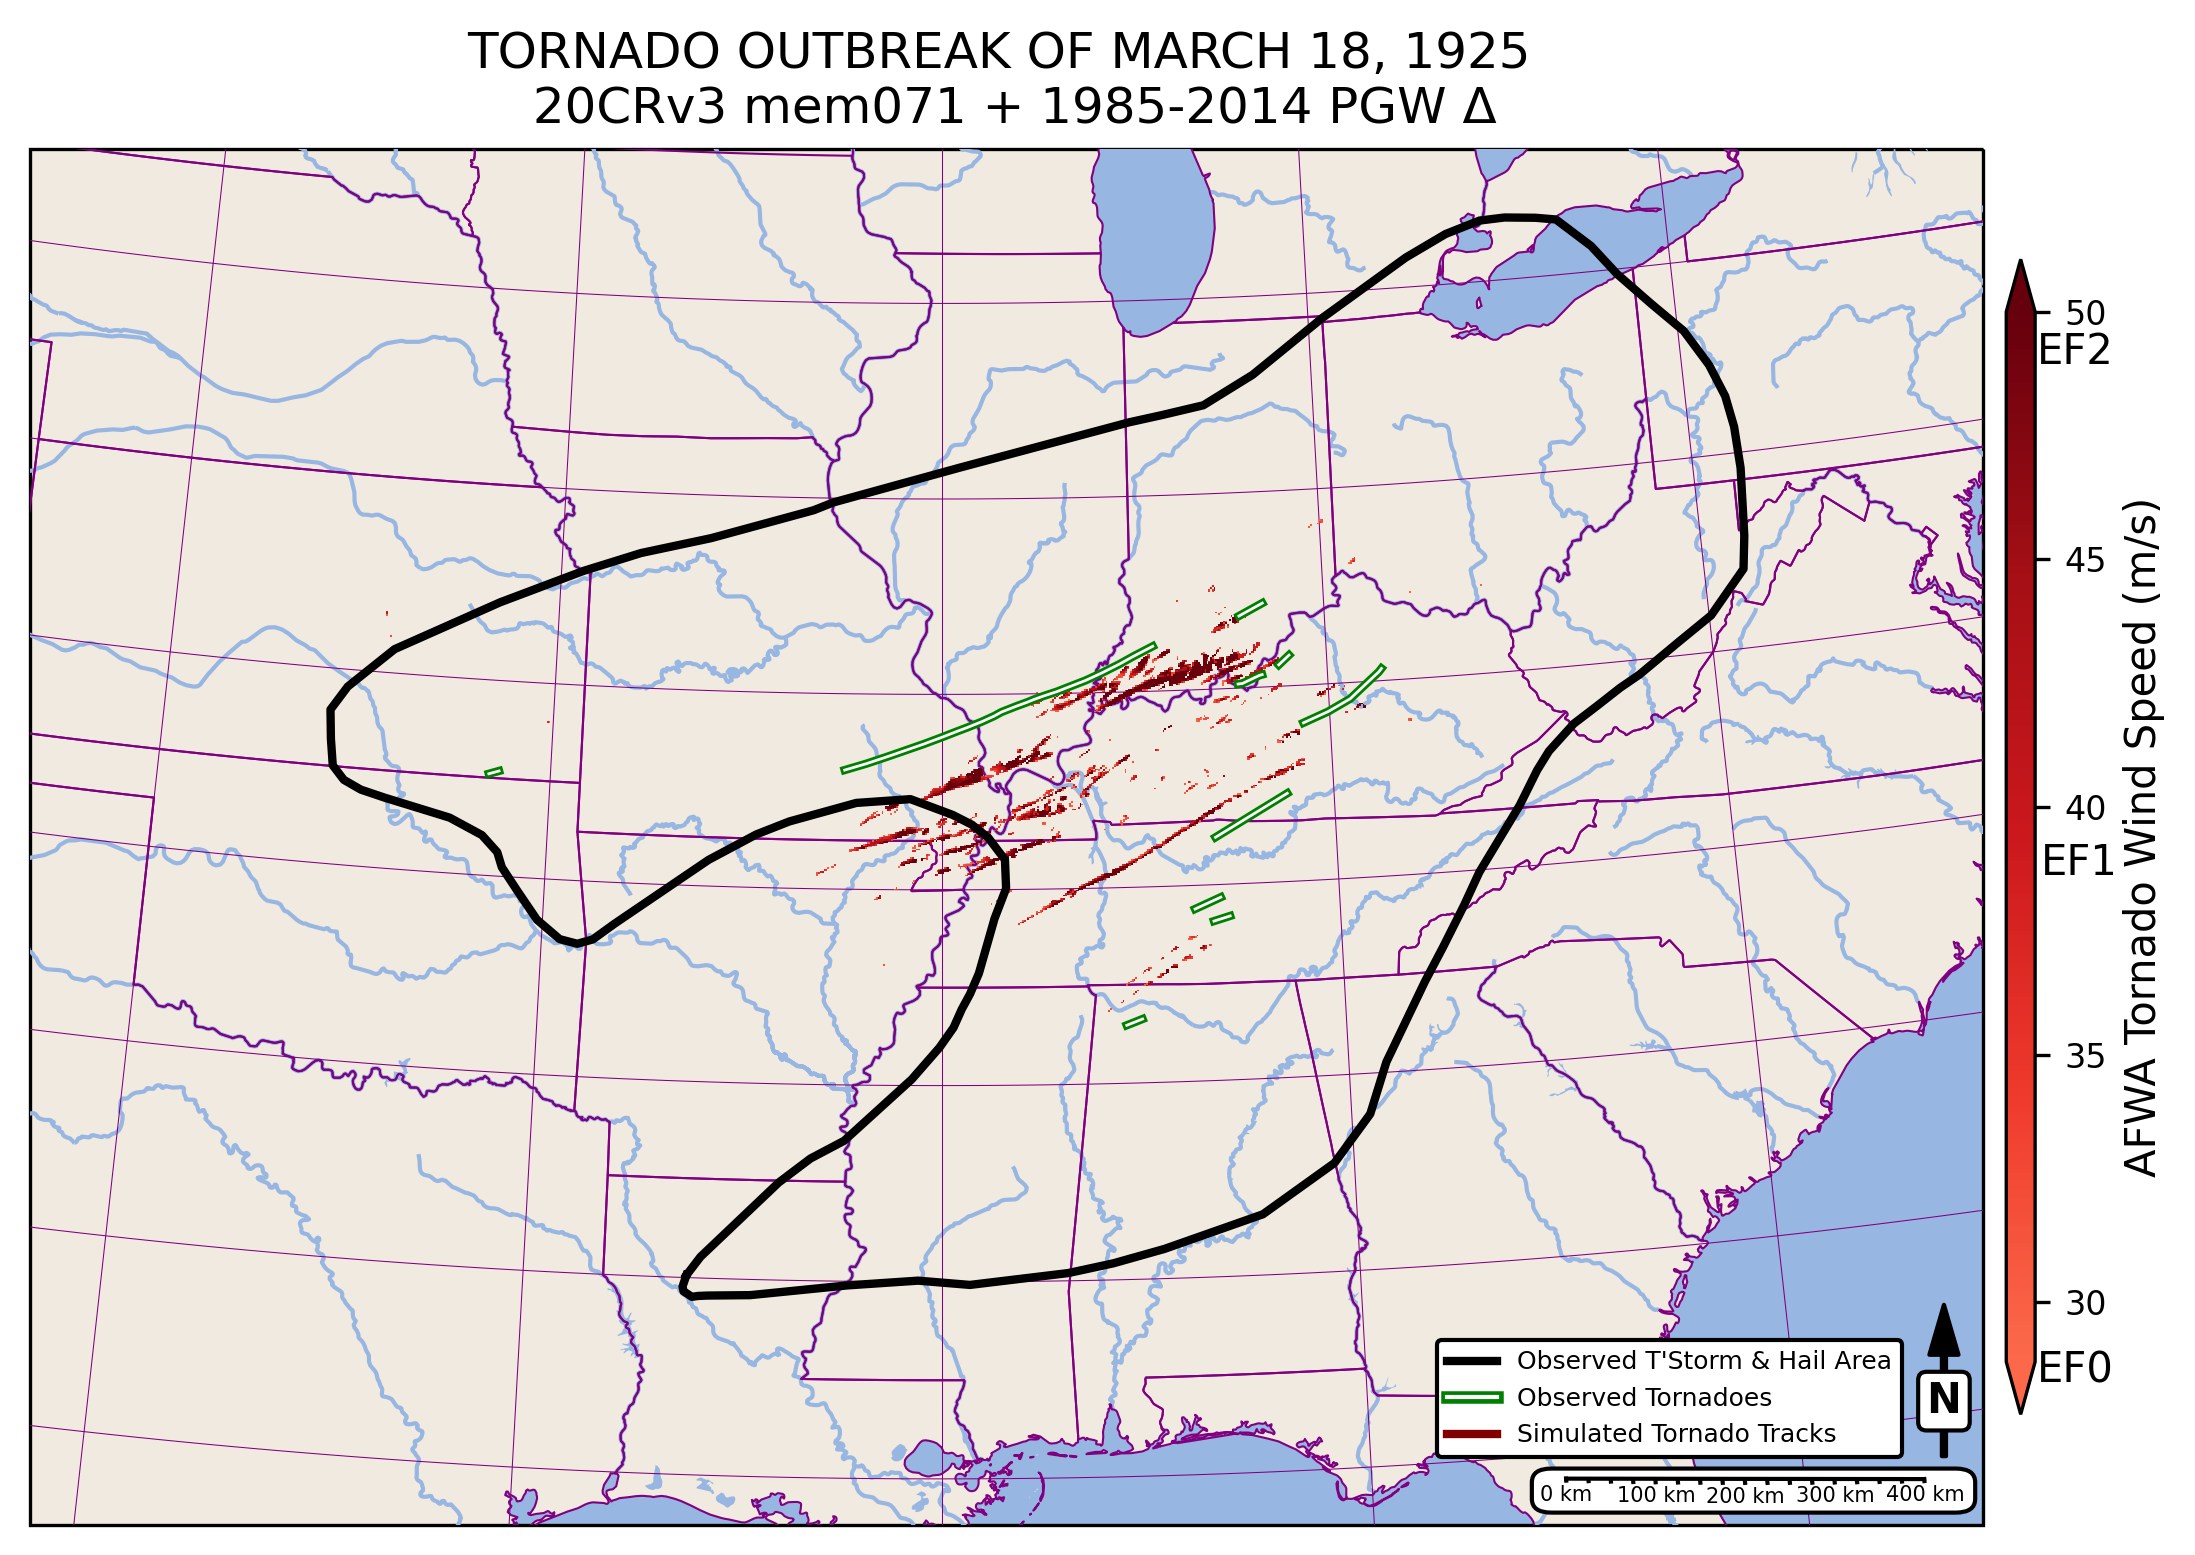 TORNADO OUTBREAK OF MARCH 18, 1925
20CRv3 mem071 + 1985-2014 PGW Δ
50
EF2
45
AFWA Tornado Wind Speed (m/s)
EF1
40
35
30
EF0
Observed T'Storm & Hail Area
Observed Tornadoes
Simulated Tornado Tracks
N
0 km 100 km 200 km 300 km 400 km